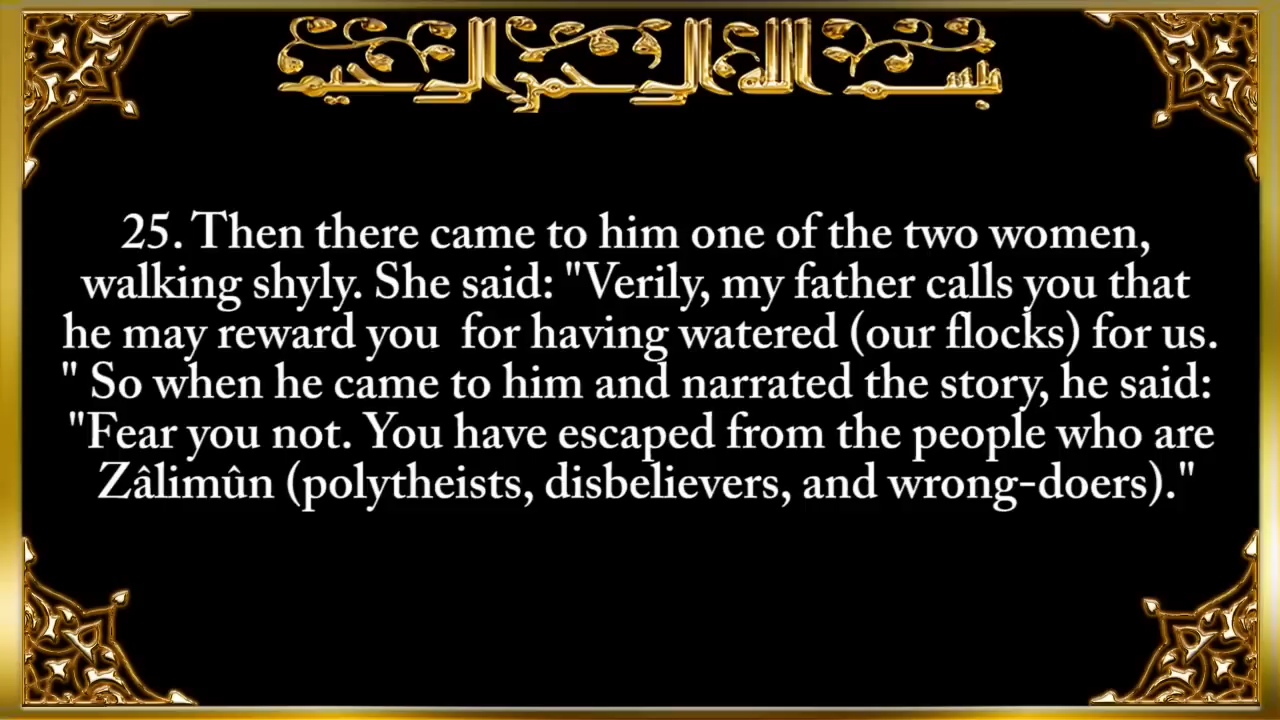 بسم الله الرحمن الرحيم
25. Then there came to him one of the two women,
walking shyly. She said: "Verily, my father calls you that
he may reward you  for having watered (our flocks) for us.
" So when he came to him and narrated the story, he said:
"Fear you not. You have escaped from the people who are
Zâlimûn (polytheists, disbelievers, and wrong-doers)."